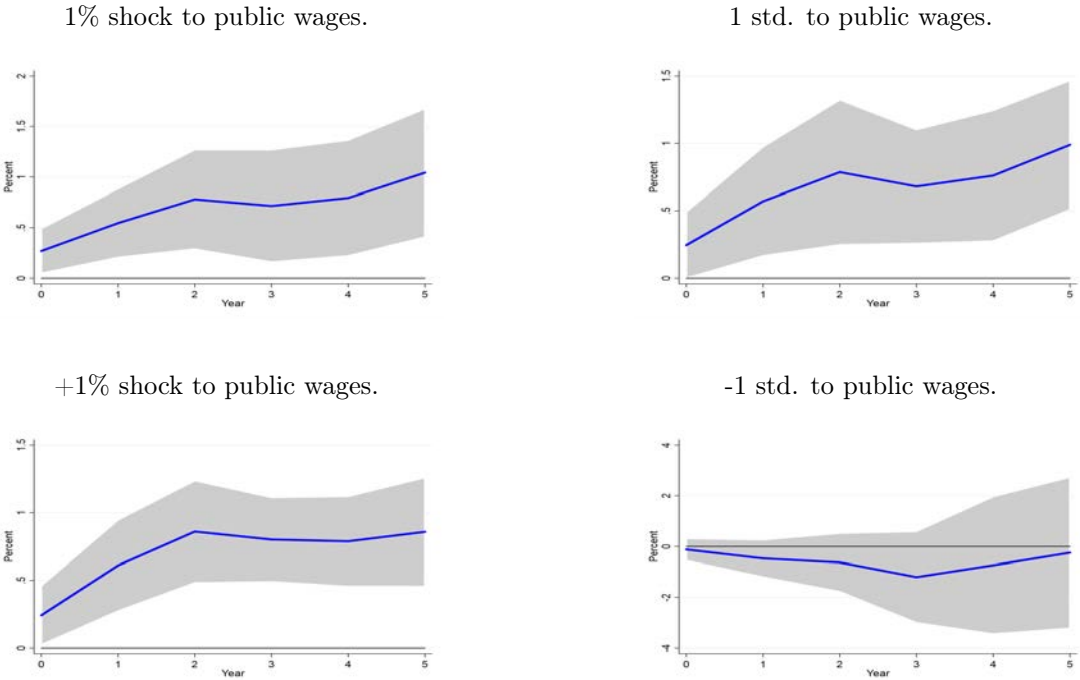 1% shock to public wages.
1 std. to public wages.
2
1.5
1
.5
0
Percent
0 1 2 3 4 5
Year
1.5
1
.5
0
Percent
0 1 2 3 4 5
Year
+1% shock to public wages.
-1 std. to public wages.
1.5
1
.5
0
Percent
0 1 2 3 4 5
Year
4
2
0
-2
-4
Percent
0 1 2 3 4 5
Year